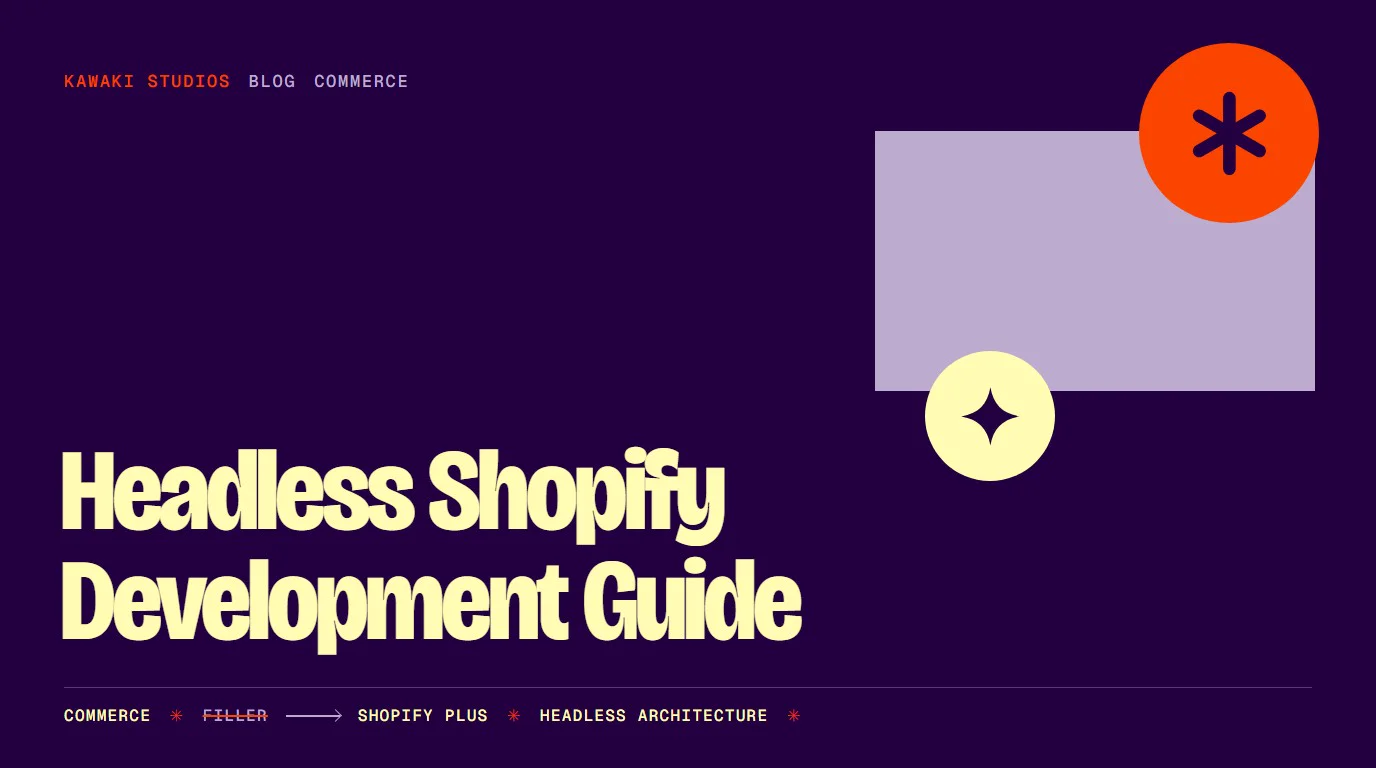 KAWAKI STUDIOS BLOG COMMERCE
Headless Shopify
Development Guide
COMMERCE ✳ FILLER → SHOPIFY PLUS ✳ HEADLESS ARCHITECTURE ✳